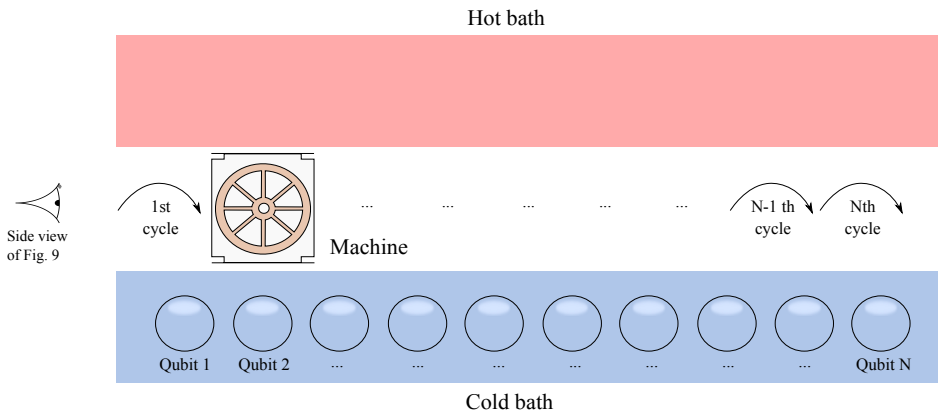 Hot bath
1st
cycle
...
...
...
...
...
N-1 th
cycle
Nth
cycle
Side view
of Fig. 9
Machine
Qubit 1
Qubit 2
...
...
...
...
...
...
...
Qubit N
Cold bath